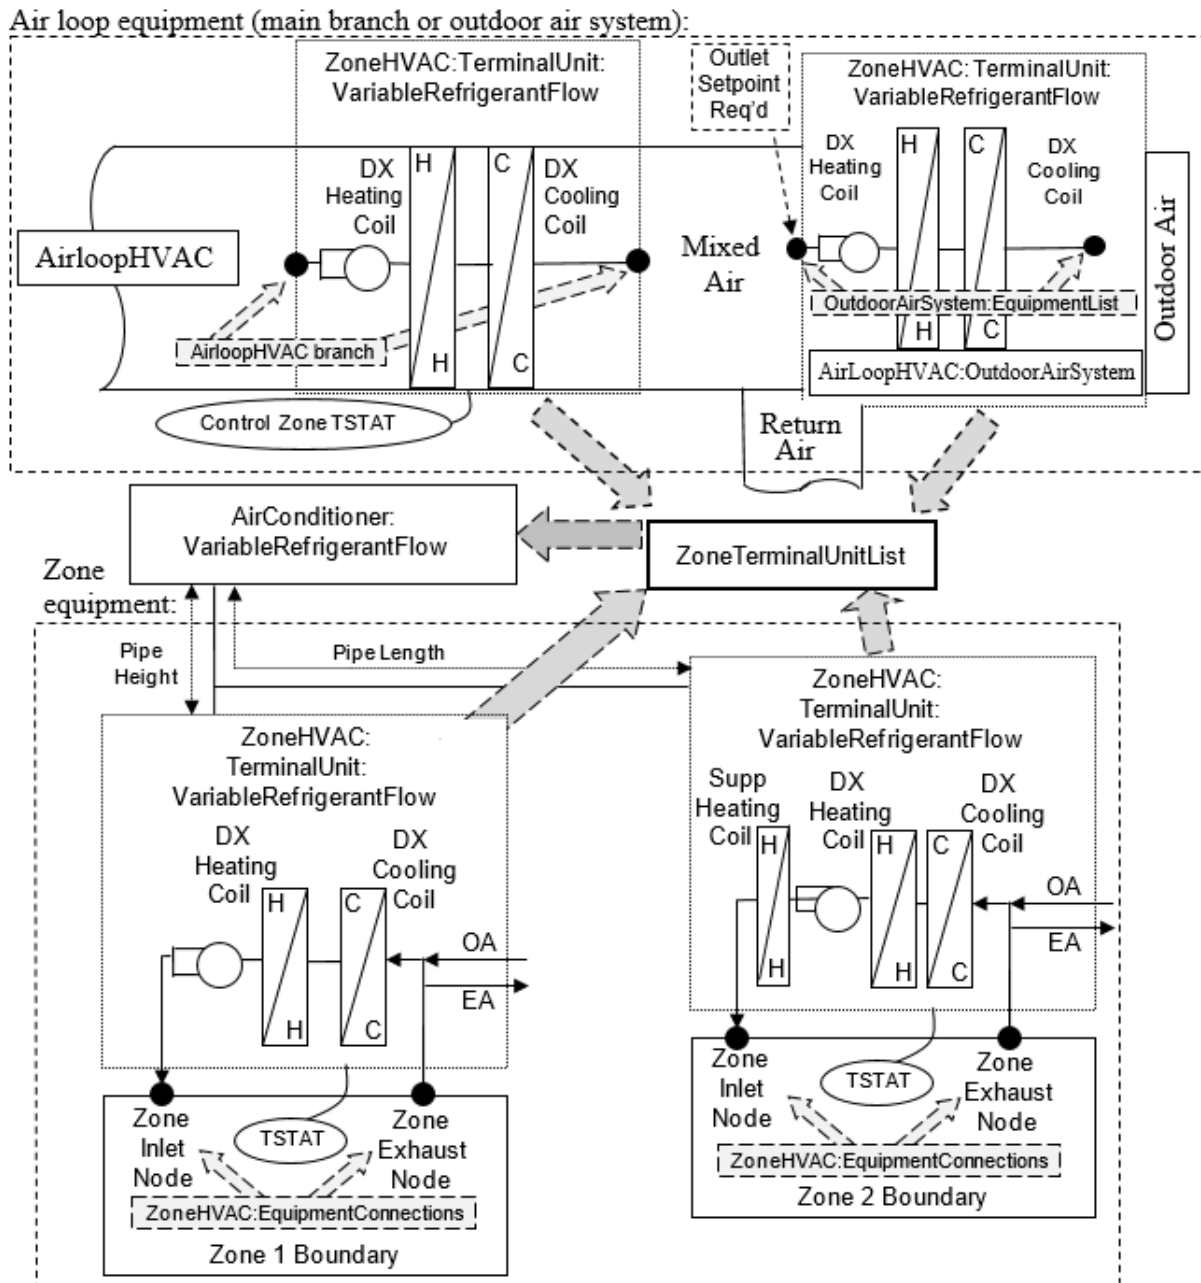 Air loop equipment (main branch or outdoor air system):
ZoneHVAC:TerminalUnit:
VariableRefrigerantFlow
Outlet
Setpoint
Req'd
ZoneHVAC: TerminalUnit:
VariableRefrigerantFlow
DX
Heating
Coil
H
H
C
C
DX
Cooling
Coil
AirloopHVAC
AirloopHVAC branch
Control Zone TSTAT
Mixed
Air
DX
Heating
Coil
H
H
C
C
DX
Cooling
Coil
OutdoorAirSystem:EquipmentList
AirLoopHVAC:OutdoorAirSystem
Outdoor Air
Return
Air
AirConditioner:
VariableRefrigerantFlow
ZoneTerminalUnitList
Zone
equipment:
Pipe
Height
Pipe Length
ZoneHVAC:
TerminalUnit:
VariableRefrigerantFlow
DX
Heating
Coil
H
H
DX
Cooling
Coil
C
C
OA
EA
Zone
Inlet
Node
TSTAT
Zone
Exhaust
Node
ZoneHVAC:EquipmentConnections
Zone 1 Boundary
ZoneHVAC:
TerminalUnit:
VariableRefrigerantFlow
Supp
Heating
Coil
H
H
DX
Heating
Coil
H
H
DX
Cooling
Coil
C
C
OA
EA
Zone
Inlet
Node
TSTAT
Zone
Exhaust
Node
ZoneHVAC:EquipmentConnections
Zone 2 Boundary